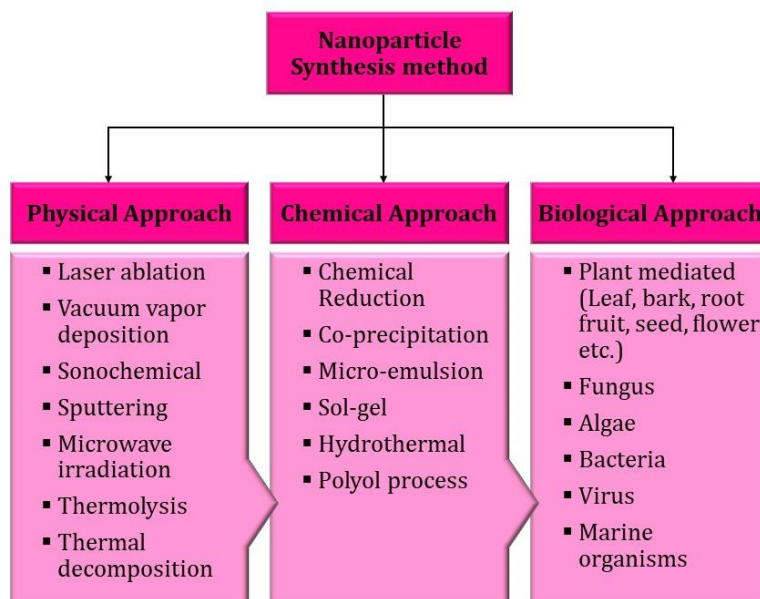 Nanoparticle
Synthesis method
Physical Approach
▪ Laser ablation
▪ Vacuum vapor
deposition
▪ Sonochemical
▪ Sputtering
▪ Microwave
irradiation
▪ Thermolysis
▪ Thermal
decomposition
Chemical Approach
▪ Chemical
Reduction
▪ Co-precipitation
▪ Micro-emulsion
▪ Sol-gel
▪ Hydrothermal
▪ Polyol process
Biological Approach
▪ Plant mediated
(Leaf, bark, root
fruit, seed, flower
etc.)
▪ Fungus
▪ Algae
▪ Bacteria
▪ Virus
▪ Marine
organisms